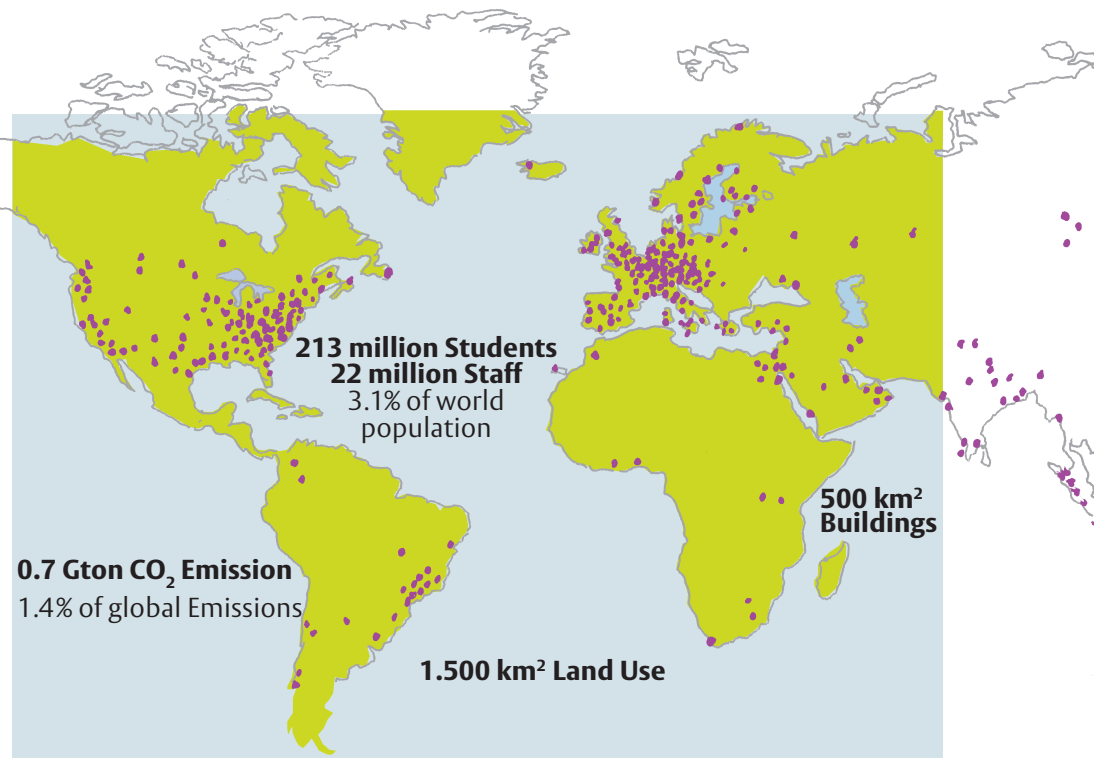 213 million Students
22 million Staff
3.1% of world
population
500 km²
Buildings
0.7 Gton CO₂ Emission
1.4% of global Emissions
1.500 km² Land Use